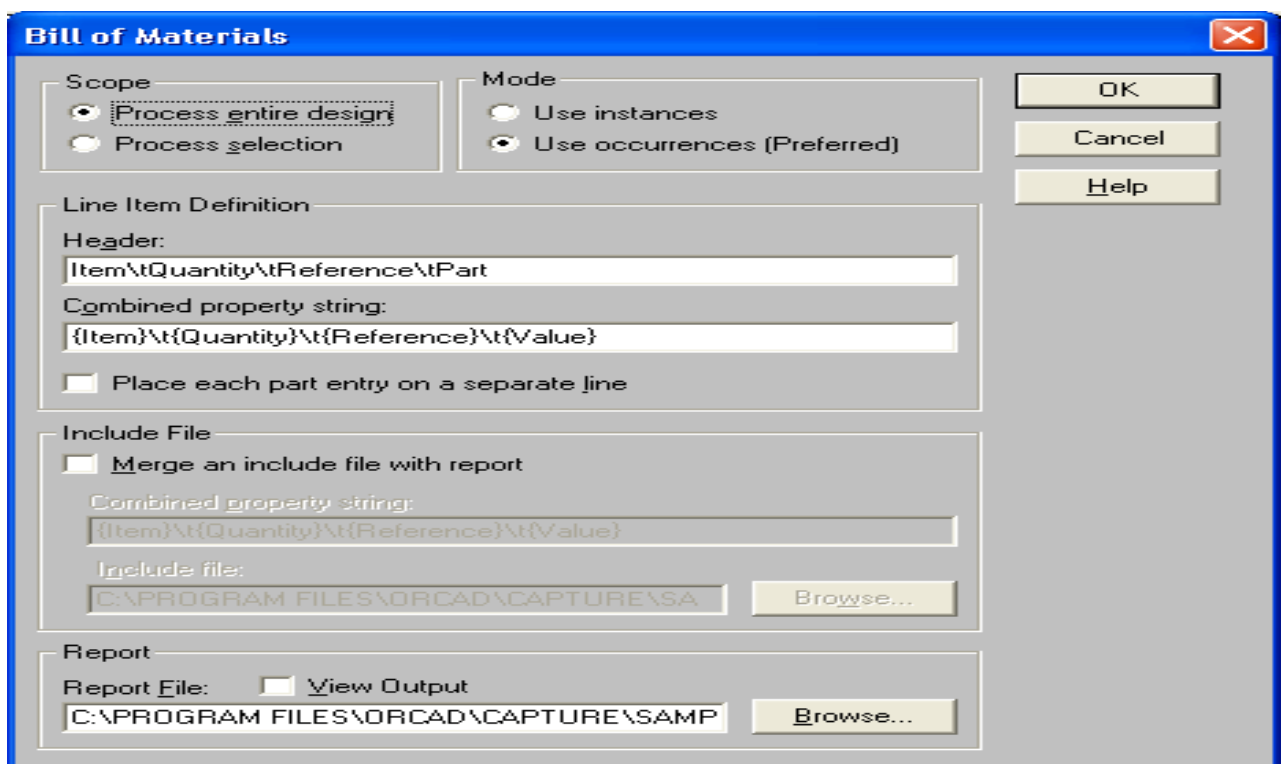 Bill of Materials
Scope
Process entire design
Process selection
Mode
Use instances
Use occurrences (Preferred)
OK
Cancel
Help
Line Item Definition
Header:
Item\tQuantity\tReference\tPart
Combined property string:
{Item}\t{Quantity}\t{Reference}\t{Value}
Place each part entry on a separate line
Include File
Merge an include file with report
Combined property string:
{Item}\t{Quantity}\t{Reference}\t{Value}
Include file:
C:\PROGRAM FILES\ORCAD\CAPTURE\SA
Browse...
Report
Report File:
View Output
C:\PROGRAM FILES\ORCAD\CAPTURE\SAMP
Browse...